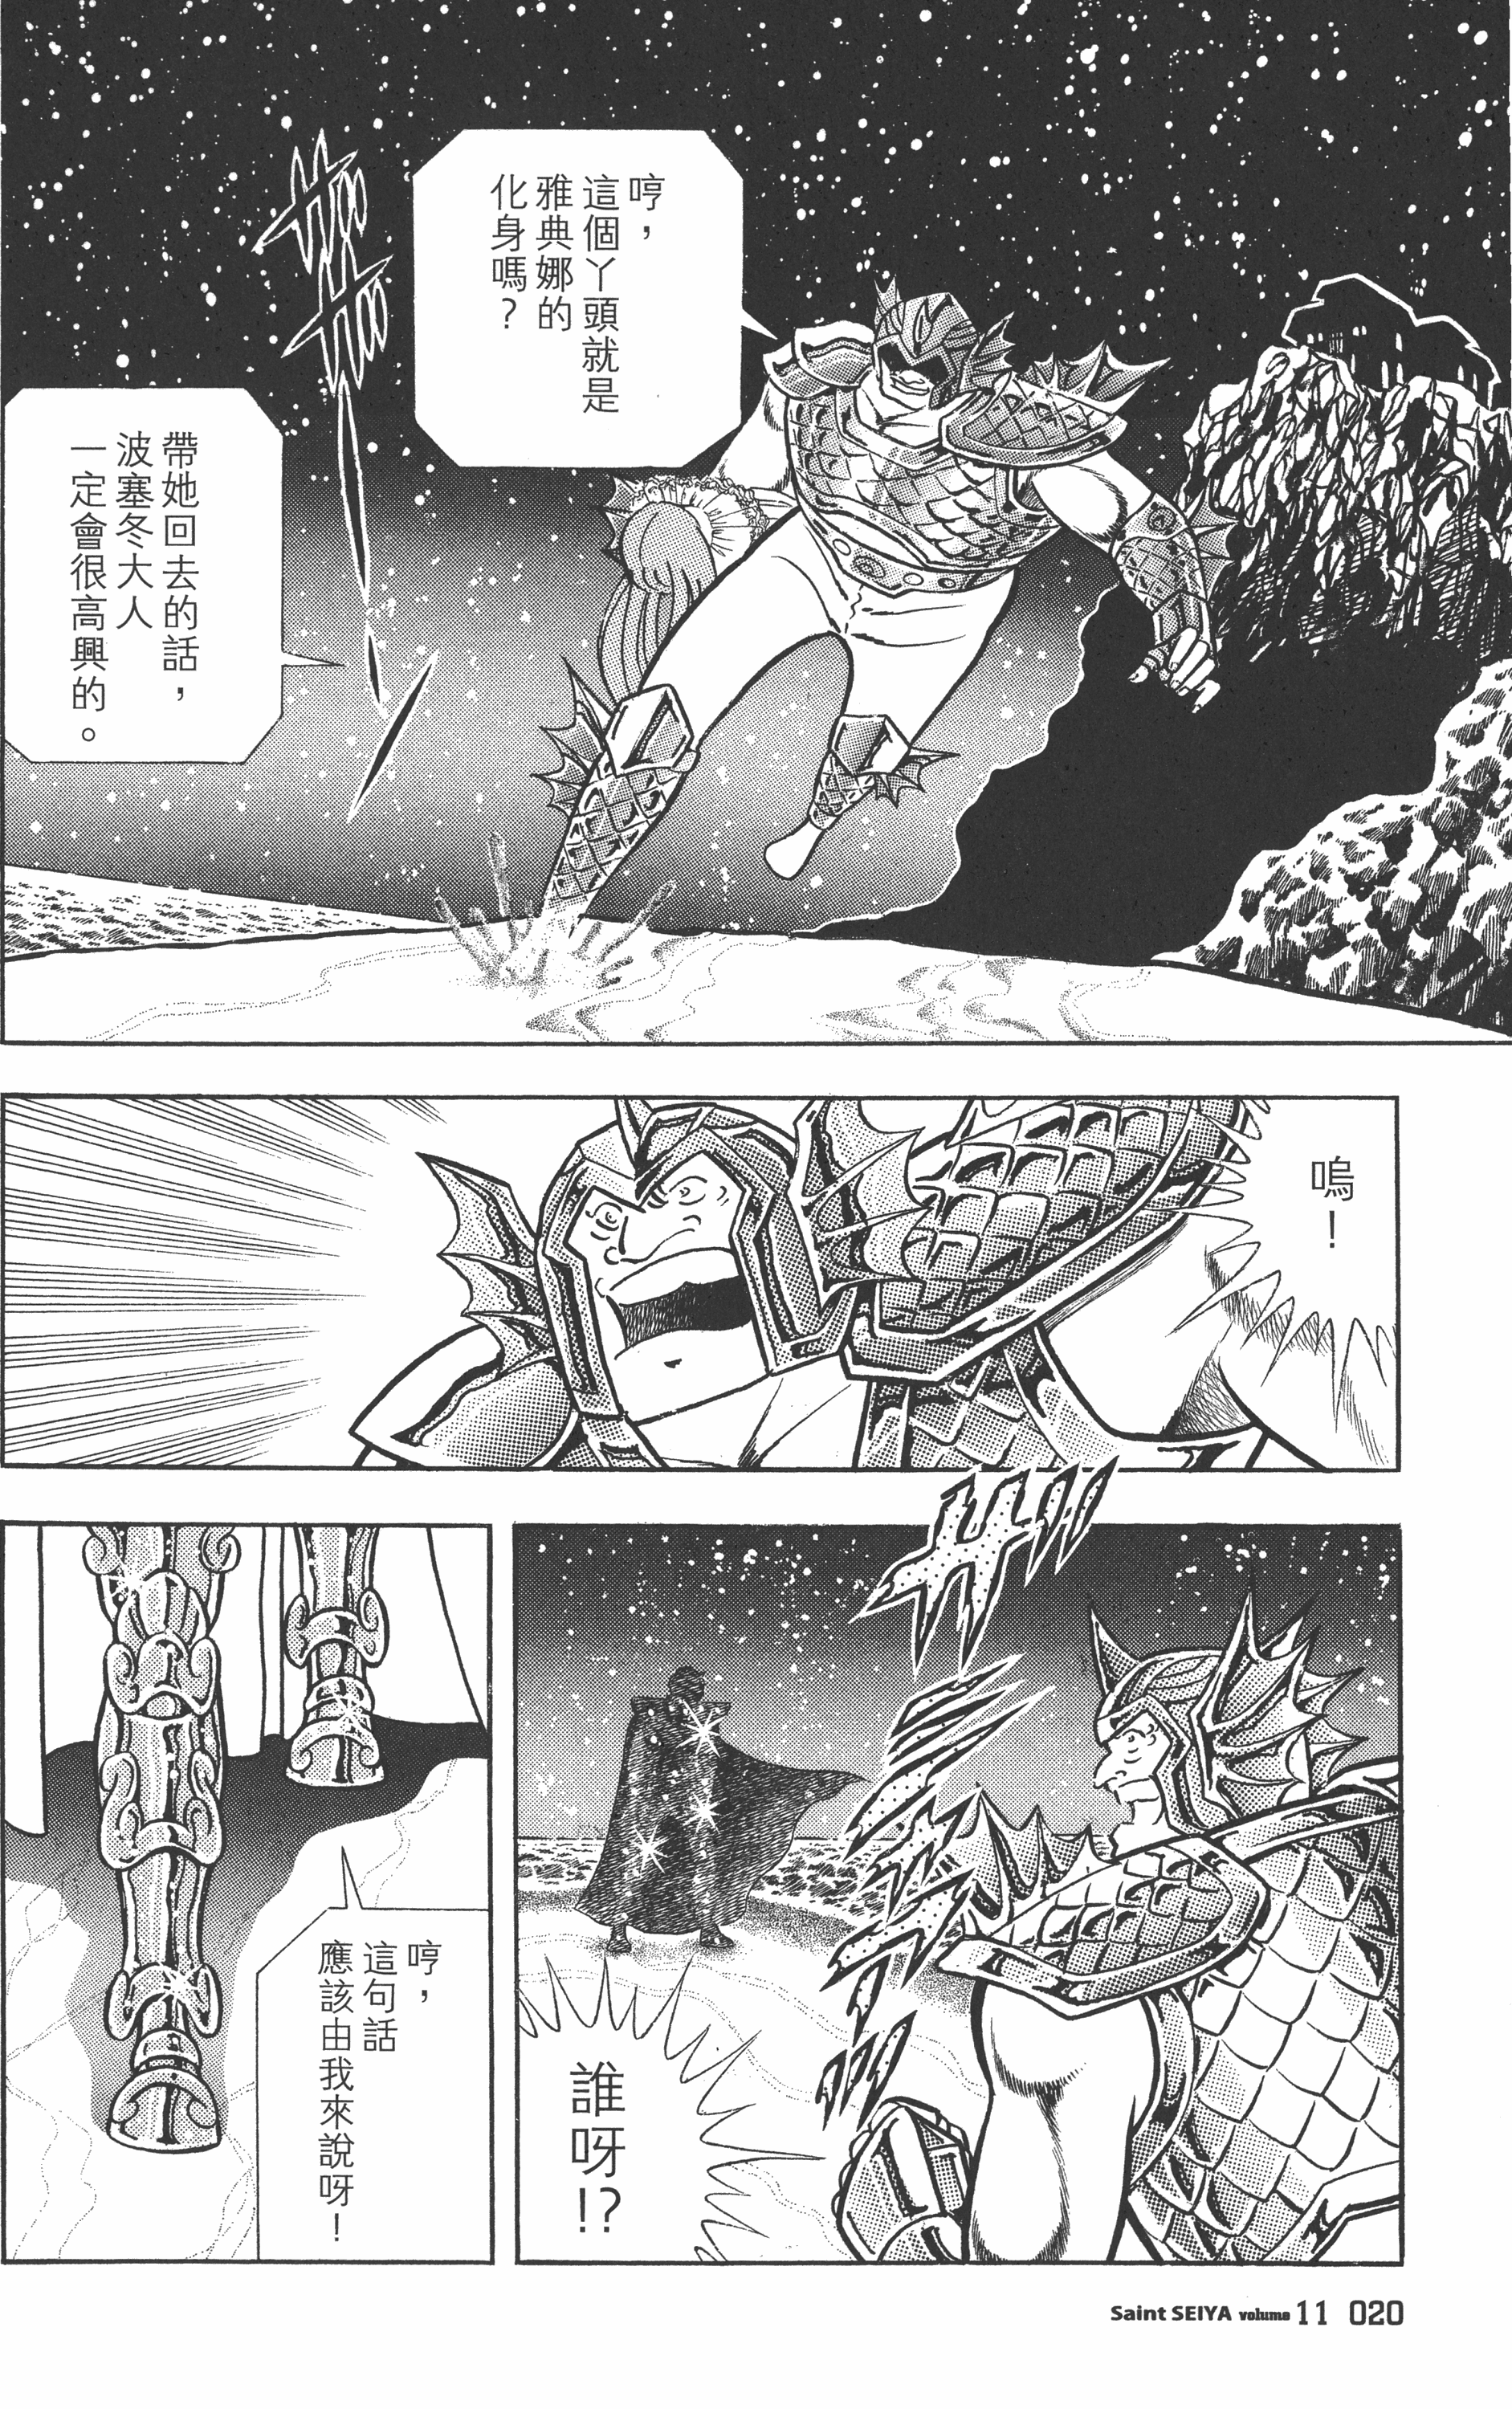 哼，
這個丫頭就是
雅典娜的
化身嗎？
帶她回去的話，
波塞冬大人
一定會很高興的。
嗚！
誰呀!?
哼，
這句話
應該由我來說呀！
Saint SEIYA volume 11 020